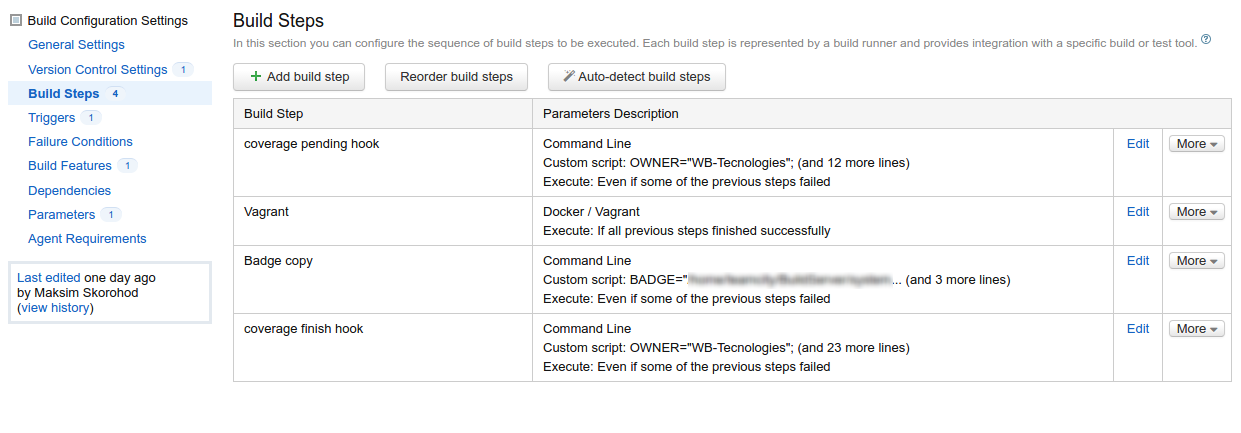 Build Configuration Settings
General Settings
Version Control Settings 1
Build Steps 4
Triggers 1
Failure Conditions
Build Features 1
Dependencies
Parameters 1
Agent Requirements
Last edited one day ago
by Maksim Skorohod
(view history)
Build Steps
In this section you can configure the sequence of build steps to be executed. Each build step is represented by a build runner and provides integration with a specific build or test tool. ?
+ Add build step Reorder build steps Auto-detect build steps
Build Step Parameters Description
coverage pending hook Command Line Edit More
Custom script: OWNER="WB-Tecnologies"; (and 12 more lines)
Execute: Even if some of the previous steps failed
Vagrant Docker / Vagrant Edit More
Execute: If all previous steps finished successfully
Badge copy Command Line Edit More
Custom script: BADGE="... (and 3 more lines)
Execute: Even if some of the previous steps failed
coverage finish hook Command Line Edit More
Custom script: OWNER="WB-Tecnologies"; (and 23 more lines)
Execute: Even if some of the previous steps failed